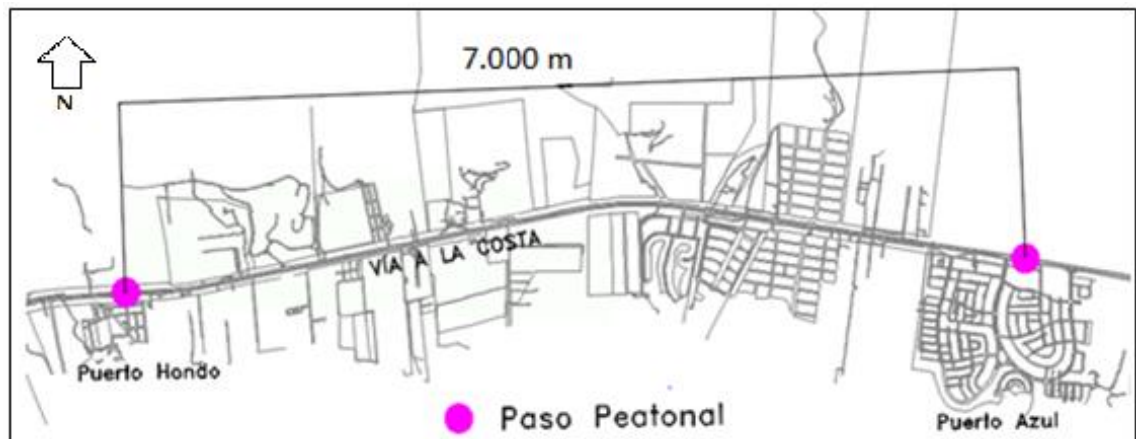 7.000 m
N
VÍA A LA COSTA
Puerto Hondo
Paso Peatonal
Puerto Azul